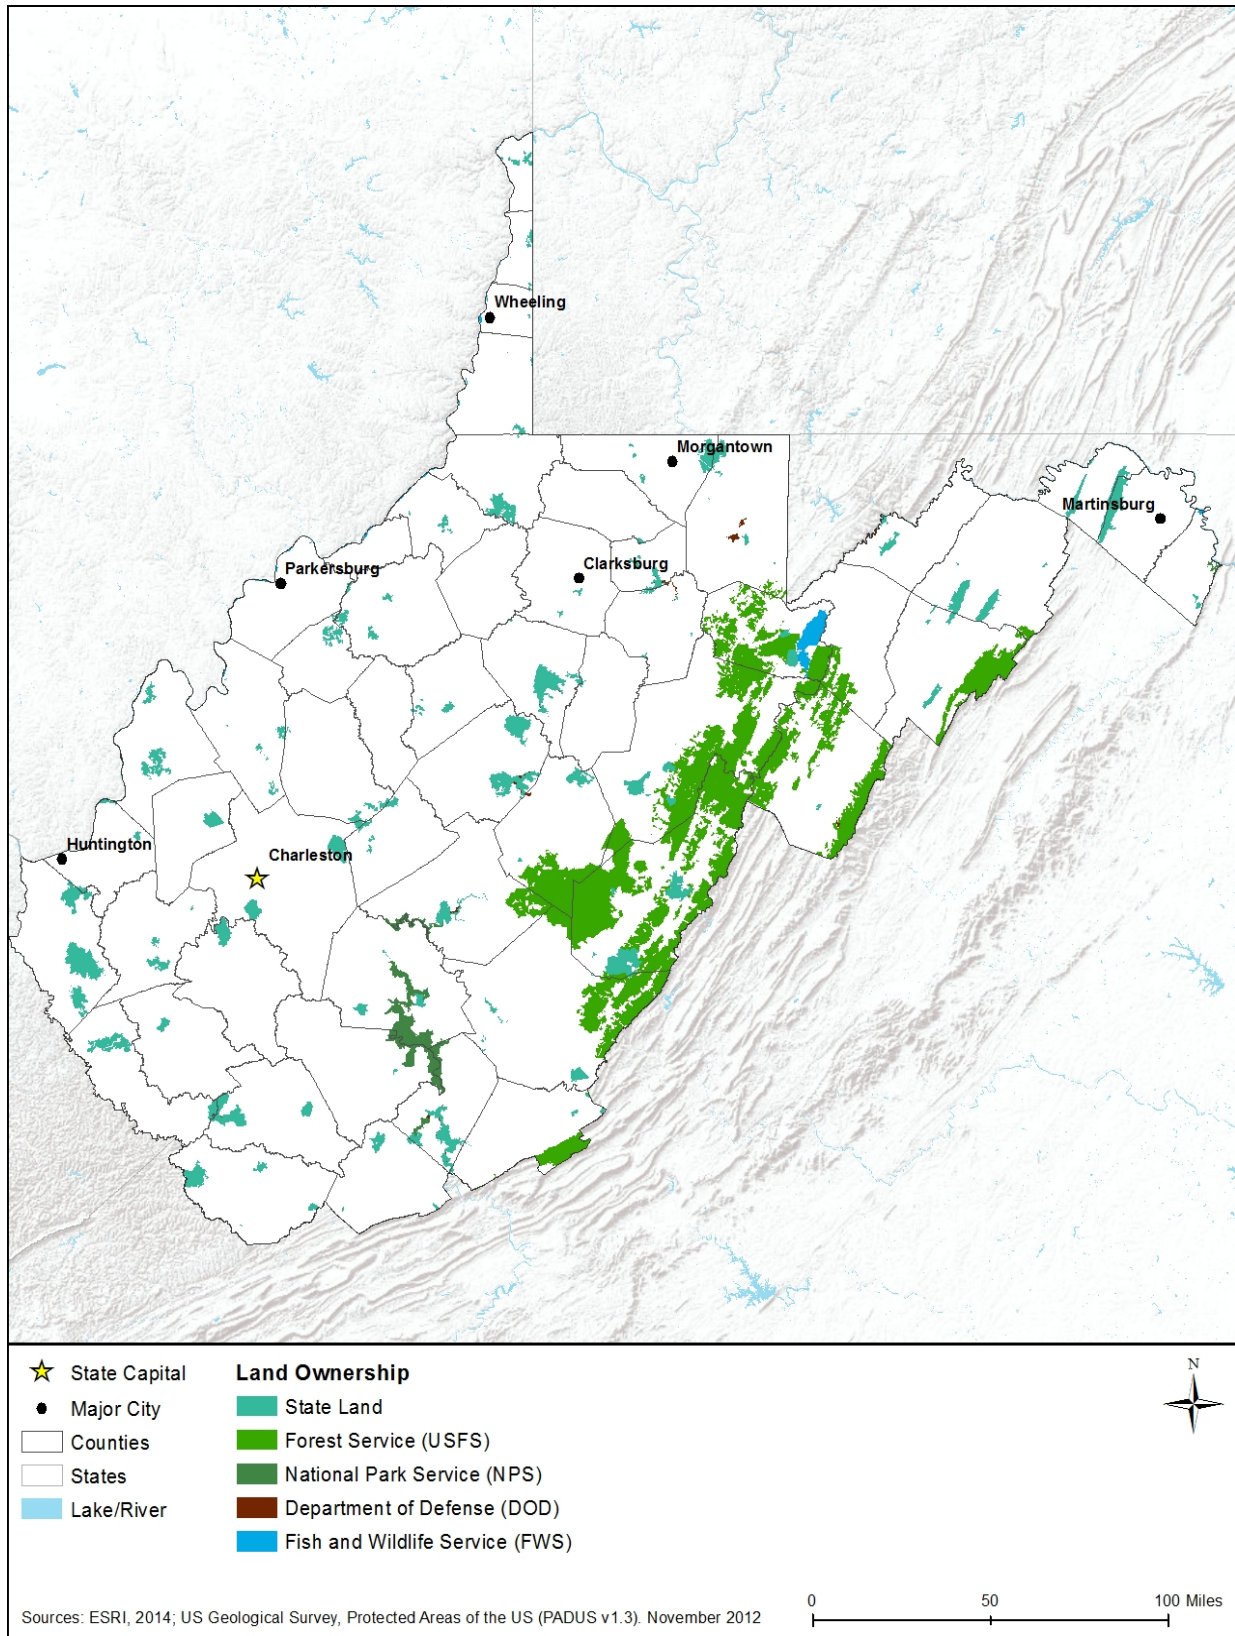 Wheeling
Morgantown
Martinsburg
Clarksburg
Parkersburg
Huntington
Charleston
State Capital
Major City
Counties
States
Lake/River
Land Ownership
State Land
Forest Service (USFS)
National Park Service (NPS)
Department of Defense (DOD)
Fish and Wildlife Service (FWS)
N
0 50 100 Miles
Sources: ESRI, 2014; US Geological Survey, Protected Areas of the US (PADUS v1.3). November 2012